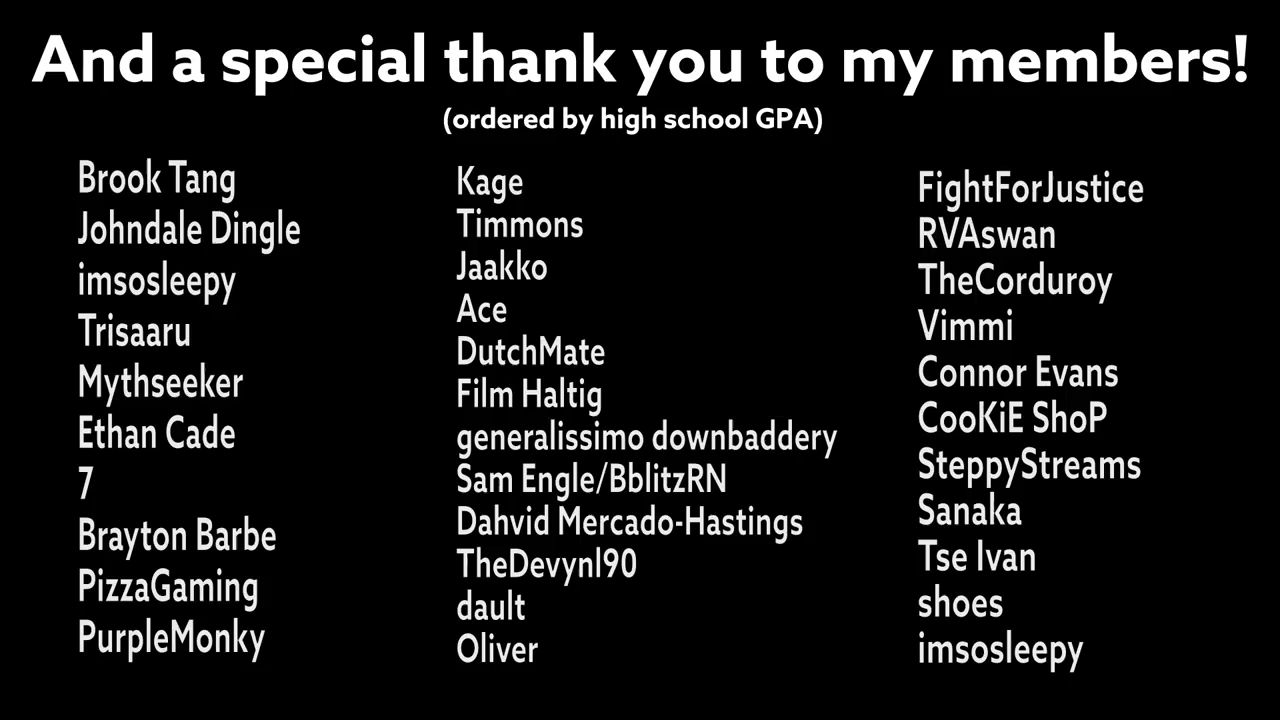 And a special thank you to my members!
(ordered by high school GPA)
Brook Tang
Johndale Dingle
imsosleepy
Trisaaru
Mythseeker
Ethan Cade
7
Brayton Barbe
PizzaGaming
PurpleMonky
Kage
Timmons
Jaakko
Ace
DutchMate
Film Haltig
generalissimo downbaddery
Sam Engle/BblitzRN
Dahvid Mercado-Hastings
TheDevynl90
dault
Oliver
FightForJustice
RVAswan
TheCorduroy
Vimmi
Connor Evans
CooKiE ShoP
SteppyStreams
Sanaka
Tse Ivan
shoes
imsosleepy